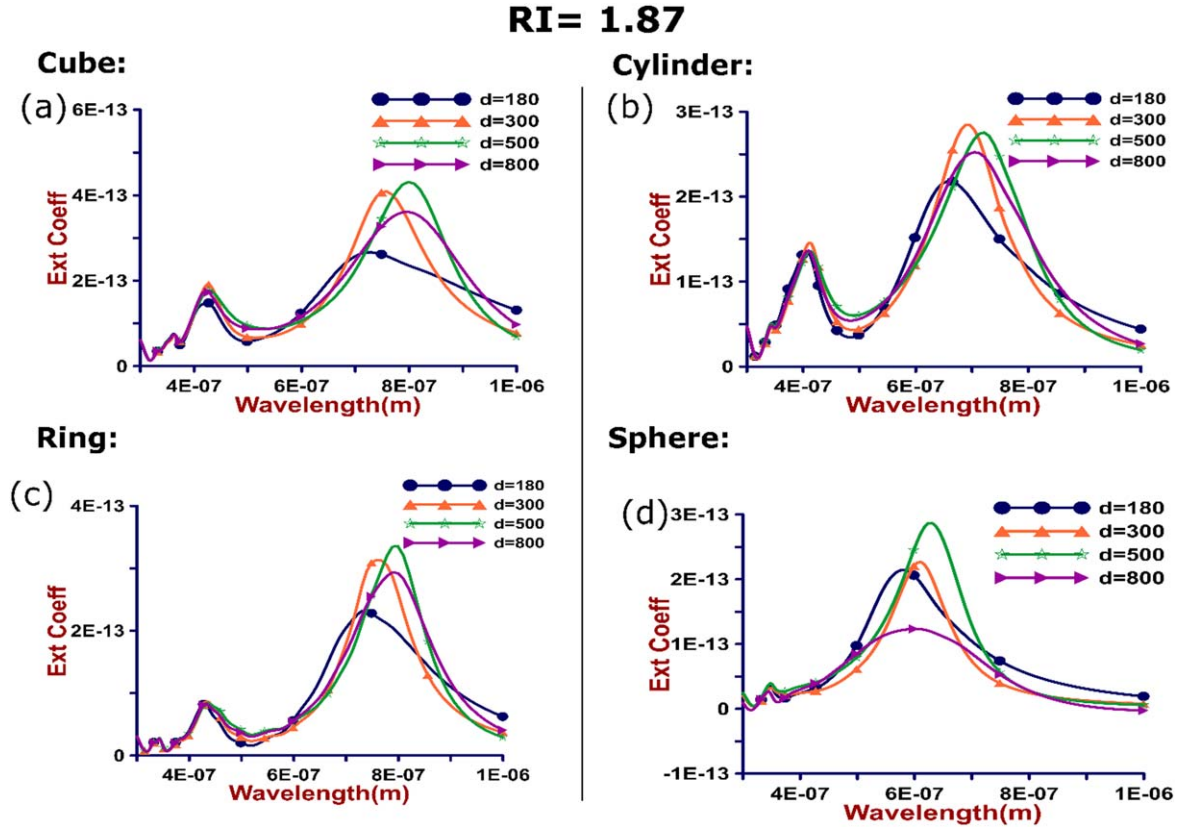 RI= 1.87
Cube:
(a)
6E-13
4E-13
2E-13
0
Ext Coeff
d=180
d=300
d=500
d=800
4E-07 6E-07 8E-07 1E-06
Wavelength(m)
Cylinder:
(b)
3E-13
2E-13
1E-13
0
Ext Coeff
d=180
d=300
d=500
d=800
4E-07 6E-07 8E-07 1E-06
Wavelength(m)
Ring:
(c)
4E-13
2E-13
0
Ext Coeff
d=180
d=300
d=500
d=800
4E-07 6E-07 8E-07 1E-06
Wavelength(m)
Sphere:
(d)
3E-13
2E-13
1E-13
0
-1E-13
Ext Coeff
d=180
d=300
d=500
d=800
4E-07 6E-07 8E-07 1E-06
Wavelength(m)